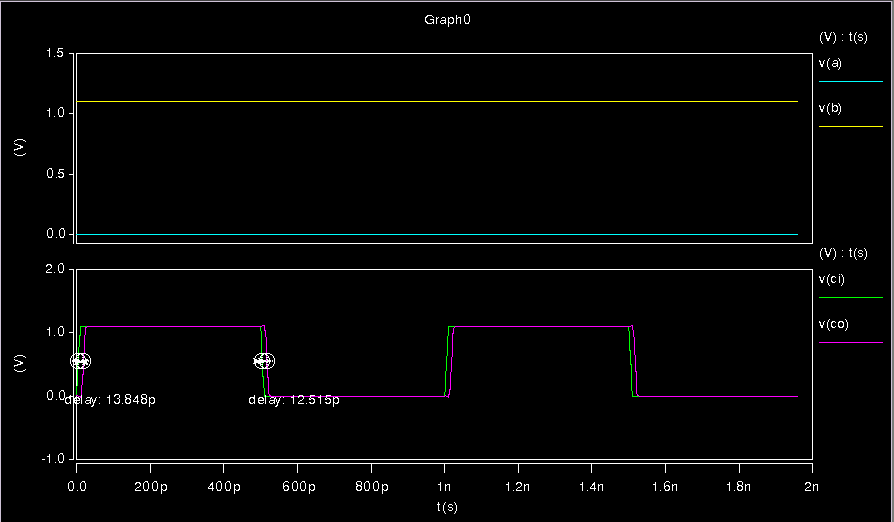 Graph0
(V) : t(s)
v(a)
v(b)
1.5
1.0
0.5
0.0
(V)
(V) : t(s)
v(ci)
v(co)
2.0
1.0
0.0
-1.0
(V)
delay: 13.848p
delay: 12.515p
0.0 200p 400p 600p 800p 1n 1.2n 1.4n 1.6n 1.8n 2n
t(s)